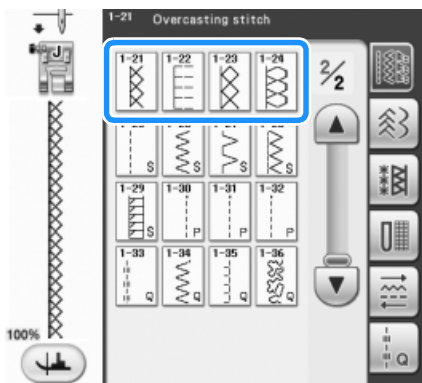 1-21 Overcasting stitch
J
1-21 1-22 1-23 1-24
2/2
S S S S
1-29 1-30 1-31 1-32
S P P P
1-33 1-34 1-35 1-36
Q Q Q Q
100%
Q